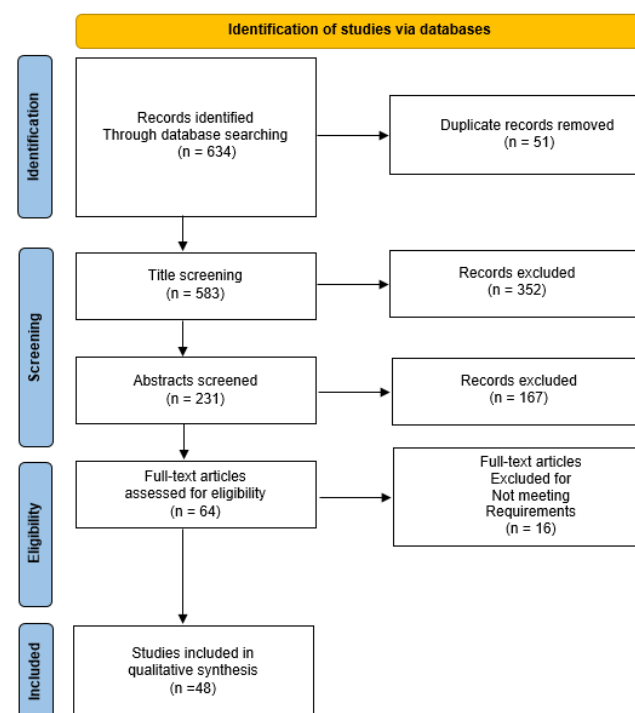 Identification of studies via databases
Identification
Records identified
Through database searching
(n = 634)
Duplicate records removed
(n = 51)
Screening
Title screening
(n = 583)
Records excluded
(n = 352)
Abstracts screened
(n = 231)
Records excluded
(n = 167)
Eligibility
Full-text articles
assessed for eligibility
(n = 64)
Full-text articles
Excluded for
Not meeting
Requirements
(n = 16)
Included
Studies included in
qualitative synthesis
(n =48)